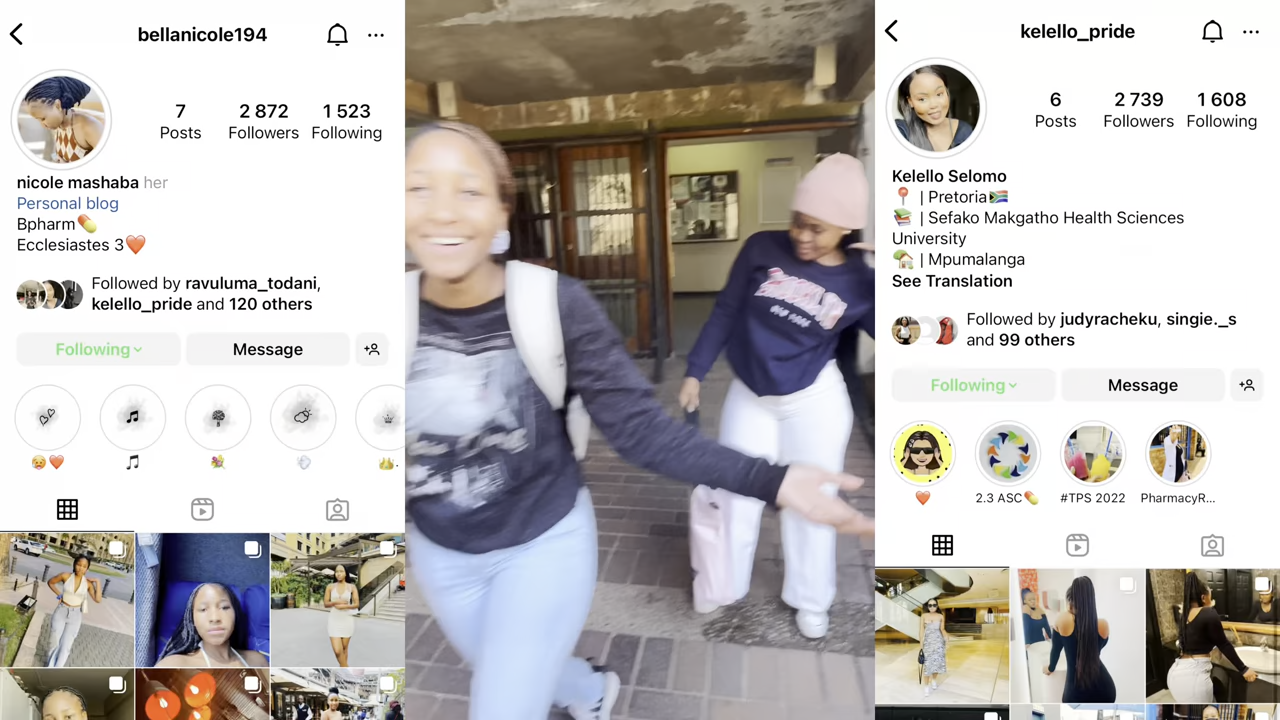 bellanicole194
7
Posts
2 872
Followers
1 523
Following
nicole mashaba her
Personal blog
Bpharm💊
Ecclesiastes 3🧡
Followed by ravuluma_todani,
kelello_pride and 120 others
Following
Message
kelello_pride
6
Posts
2 739
Followers
1 608
Following
Kelello Selomo
📍 | Pretoria🇿🇦
📚 | Sefako Makgatho Health Sciences
University
🏡 | Mpumalanga
See Translation
Followed by judyracheku, singie._s
and 99 others
Following
Message
2.3 ASC💊
#TPS 2022
PharmacyR...